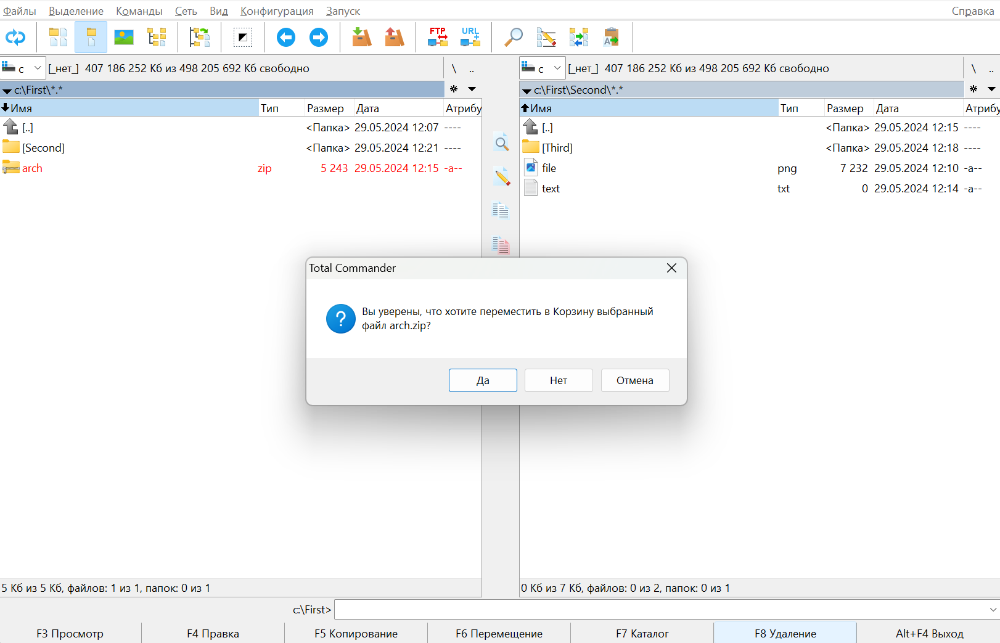 Файлы Выделение Команды Сеть Вид Конфигурация Запуск Справка
FTP URL
c [_нет_] 407 186 252 Кб из 498 205 692 Кб свободно \ ..
c:\First\*.* * 
Имя Тип Размер Дата Атрибу
[..] <Папка> 29.05.2024 12:07 ----
[Second] <Папка> 29.05.2024 12:21 ----
arch zip 5 243 29.05.2024 12:15 -a--
c [_нет_] 407 186 252 Кб из 498 205 692 Кб свободно \ ..
c:\First\Second\*.* *
Имя Тип Размер Дата Атрибу
[..] <Папка> 29.05.2024 12:15 ----
[Third] <Папка> 29.05.2024 12:18 ----
file png 7 232 29.05.2024 12:10 -a--
text txt 0 29.05.2024 12:14 -a--
Total Commander
Вы уверены, что хотите переместить в Корзину выбранный
файл arch.zip?
Да Нет Отмена
5 Кб из 5 Кб, файлов: 1 из 1, папок: 0 из 1
0 Кб из 7 Кб, файлов: 0 из 2, папок: 0 из 1
c:\First>
F3 Просмотр F4 Правка F5 Копирование F6 Перемещение F7 Каталог F8 Удаление Alt+F4 Выход